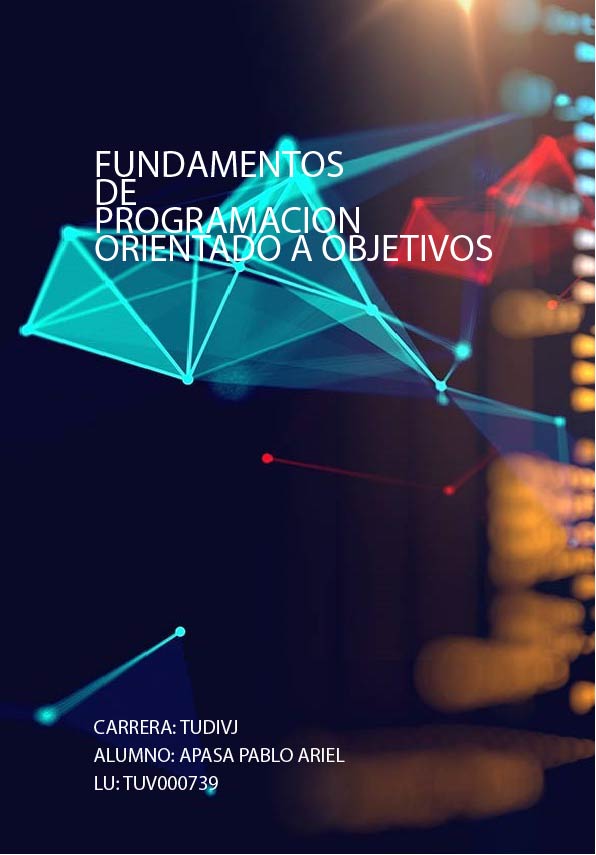 FUNDAMENTOS
DE
PROGRAMACION
ORIENTADO A OBJETIVOS
CARRERA: TUDIVJ
ALUMNO: APASA PABLO ARIEL
LU: TUV000739